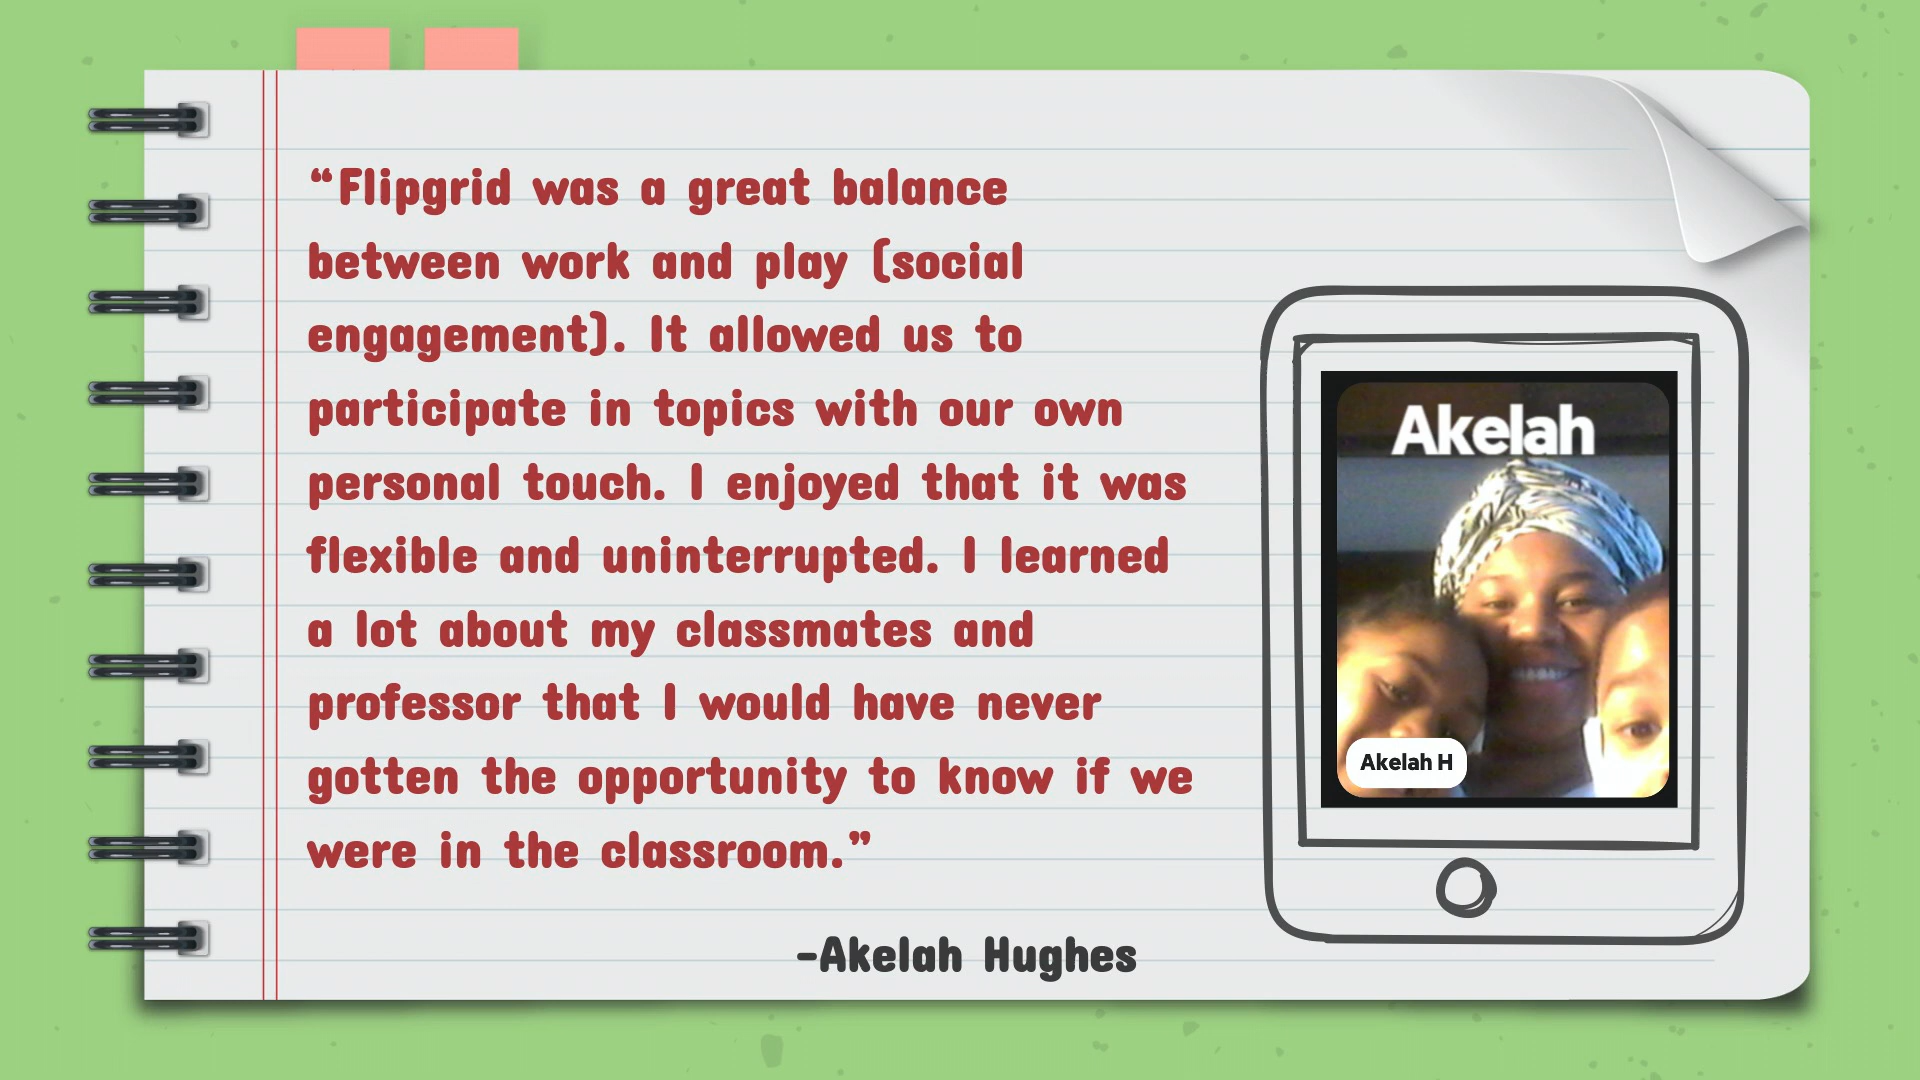 “Flipgrid was a great balance
between work and play (social
engagement). It allowed us to
participate in topics with our own
personal touch. I enjoyed that it was
flexible and uninterrupted. I learned
a lot about my classmates and
professor that I would have never
gotten the opportunity to know if we
were in the classroom.”
-Akelah Hughes
Akelah
Akelah H